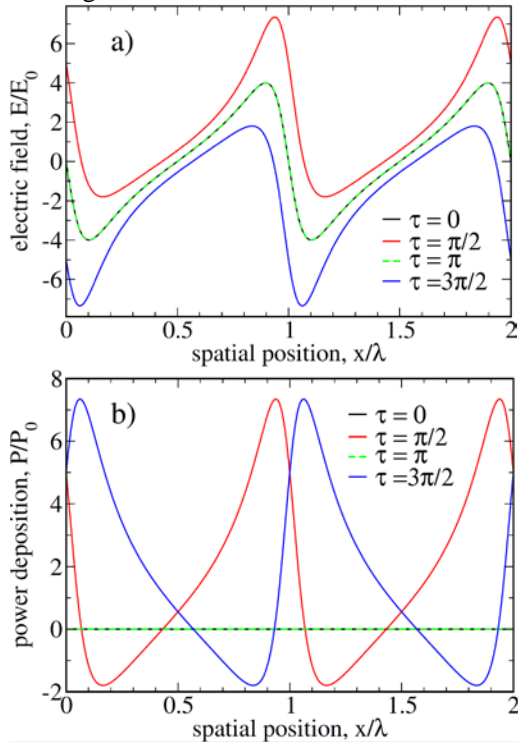 a)
electric field, E/E₀
6
4
2
0
-2
-4
-6
τ = 0
τ = π/2
τ = π
τ = 3π/2
0 0.5 1 1.5 2
spatial position, x/λ
b)
power deposition, P/P₀
8
6
4
2
0
-2
τ = 0
τ = π/2
τ = π
τ = 3π/2
0 0.5 1 1.5 2
spatial position, x/λ